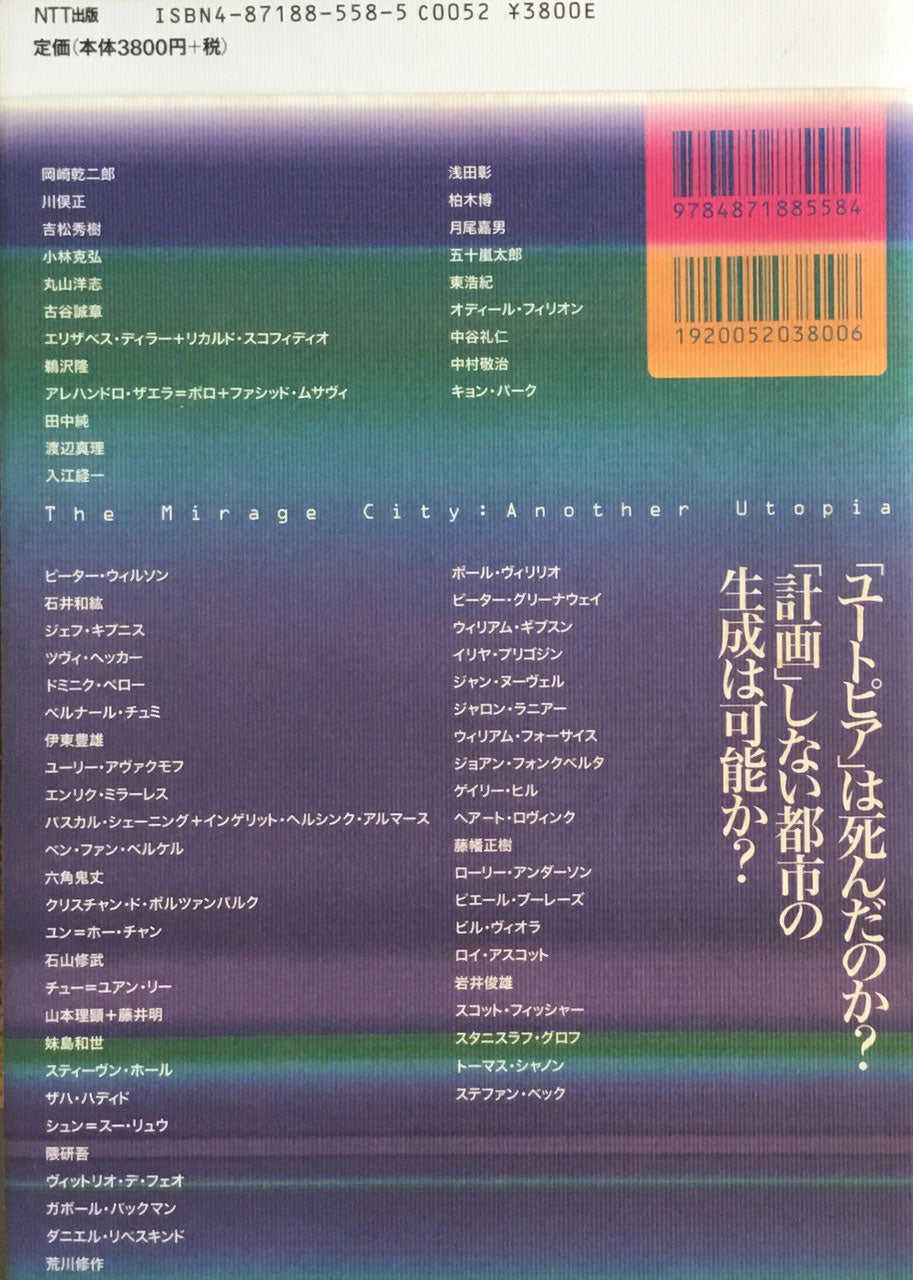 NTT出版 ISBN4-87188-558-5 C0052 ¥3800E
定価(本体3800円+税)
岡崎乾二郎
川俣正
吉松秀樹
小林克弘
丸山洋志
古谷誠章
エリザベス・ディラー+リカルド・スコフィディオ
鵜沢隆
アレハンドロ・ザエラ=ポロ+ファシッド・ムサヴィ
田中純
渡辺真理
入江経一
浅田彰
柏木博
月尾嘉男
五十嵐太郎
東浩紀
オディール・フィリオン
中谷礼仁
中村敬治
キョン・パーク
9784871885584
1920052038006
The Mirage City:Another Utopia
ピーター・ウィルソン
石井和紘
ジェフ・キプニス
ツヴィ・ヘッカー
ドミニク・ペロー
ベルナール・チュミ
伊東豊雄
ユーリー・アヴァクモフ
エンリク・ミラーレス
パスカル・シェーニング+インゲリット・ヘルシンク・アルマース
ベン・ファン・ベルケル
六角鬼丈
クリスチャン・ド・ポルツァンパルク
ユン=ホー・チャン
石山修武
チュー=ユアン・リー
山本理顕+藤井明
妹島和世
スティーヴン・ホール
ザハ・ハディド
シュン=スー・リュウ
隈研吾
ヴィットリオ・デ・フェオ
ガボール・バックマン
ダニエル・リベスキンド
荒川修作
ポール・ヴィリリオ
ピーター・グリーナウェイ
ウィリアム・ギブスン
イリヤ・プリゴジン
ジャン・ヌーヴェル
ジャロン・ラニアー
ウィリアム・フォーサイス
ジョアン・フォンクベルタ
ゲイリー・ヒル
ヘアート・ロヴィンク
藤幡正樹
ローリー・アンダーソン
ピエール・ブーレーズ
ビル・ヴィオラ
ロイ・アスコット
岩井俊雄
スコット・フィッシャー
スタニスラフ・グロフ
トーマス・シャノン
ステファン・ベック
「ユートピア」は死んだのか?
「計画」しない都市の
生成は可能か?